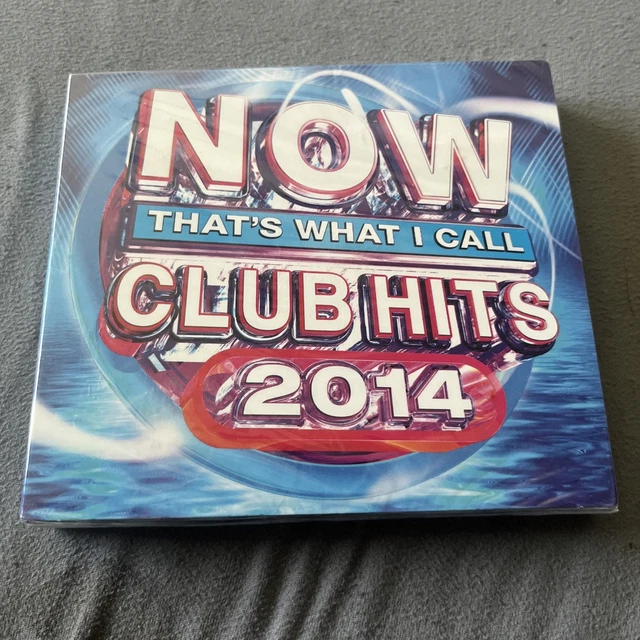 NOW
THAT'S WHAT I CALL
CLUB HITS
2014